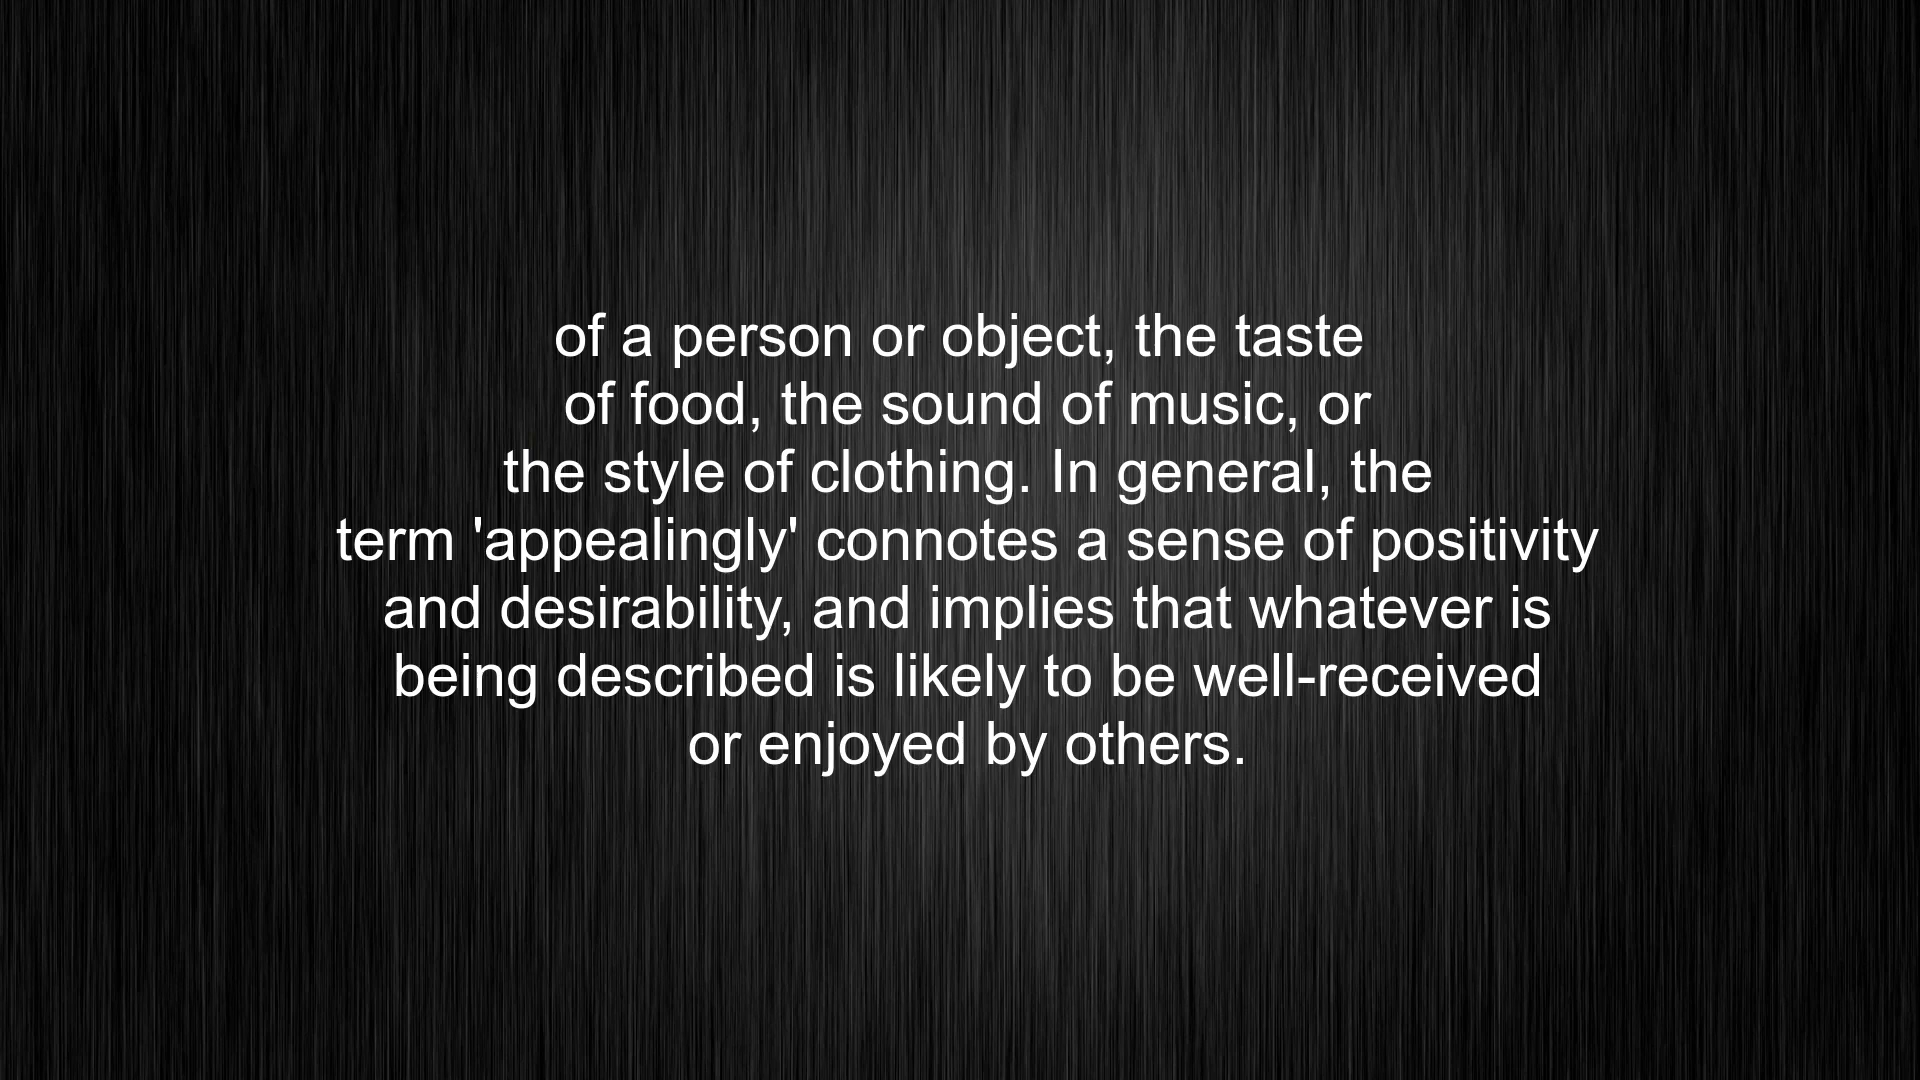 of a person or object, the taste
of food, the sound of music, or
the style of clothing. In general, the
term 'appealingly' connotes a sense of positivity
and desirability, and implies that whatever is
being described is likely to be well-received
or enjoyed by others.